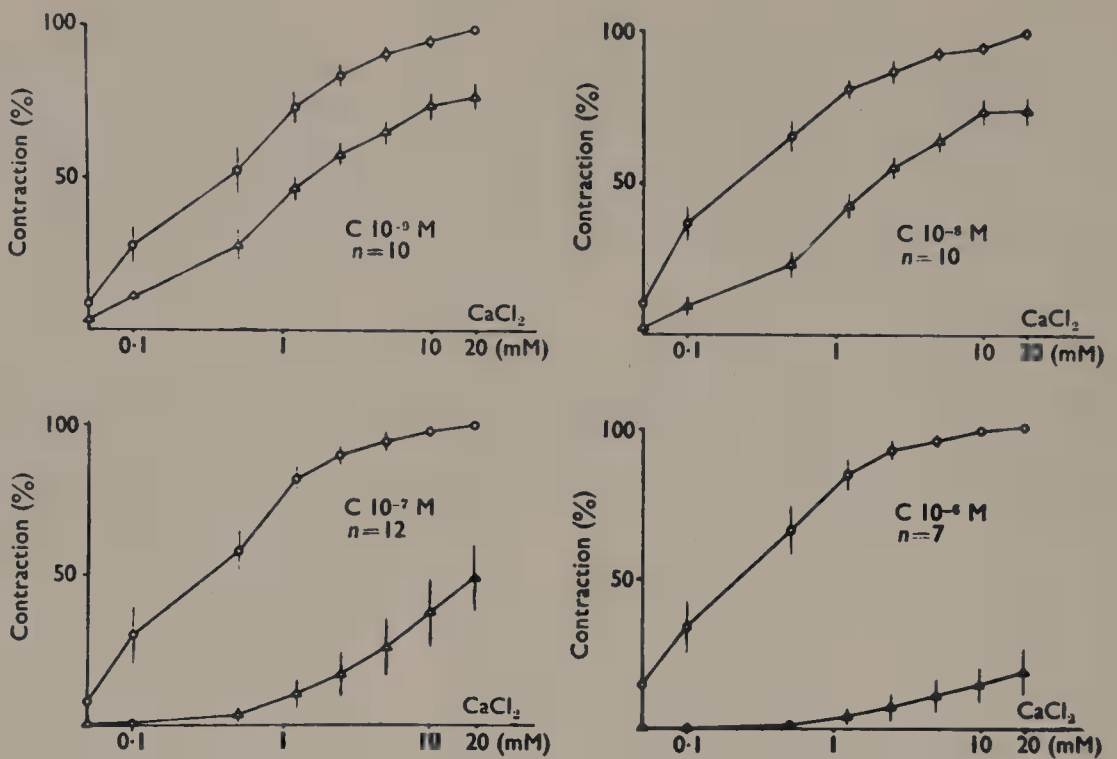 100
Contraction (%)
50
C 10⁻⁹ M
n=10
CaCl₂
0·1 1 10 20 (mM)
100
Contraction (%)
50
C 10⁻⁸ M
n=10
CaCl₂
0·1 1 10 (mM)
100
Contraction (%)
50
C 10⁻⁷ M
n=12
CaCl₂
0·1 1 10 20 (mM)
100
Contraction (%)
50
C 10⁻⁶ M
n=7
CaCl₂
0·1 1 10 20 (mM)